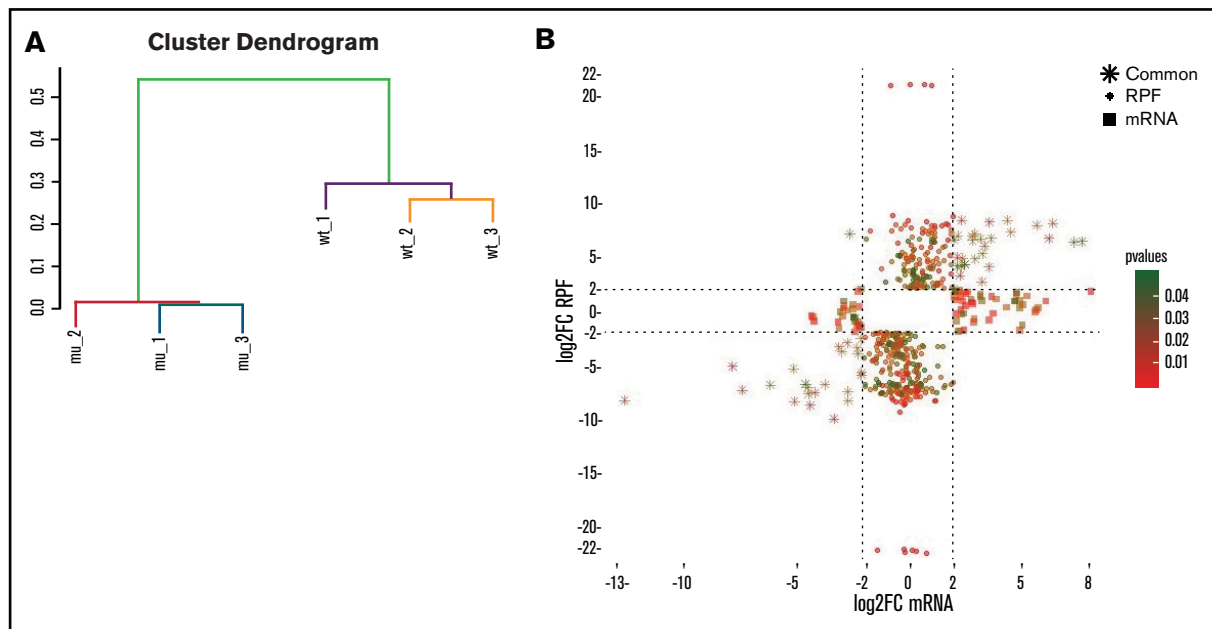 A
Cluster Dendrogram
0.5
0.4
0.3
0.2
0.1
0.0
wt_1
wt_2
wt_3
mu_2
mu_1
mu_3
B
log2FC RPF
22-
20-
15-
10-
5-
2-
0-
-2-
-5-
-10-
-15-
-20-
-22-
-13-
-10
-5
-2
0
2
5
8
log2FC mRNA
Common
RPF
mRNA
pvalues
0.04
0.03
0.02
0.01